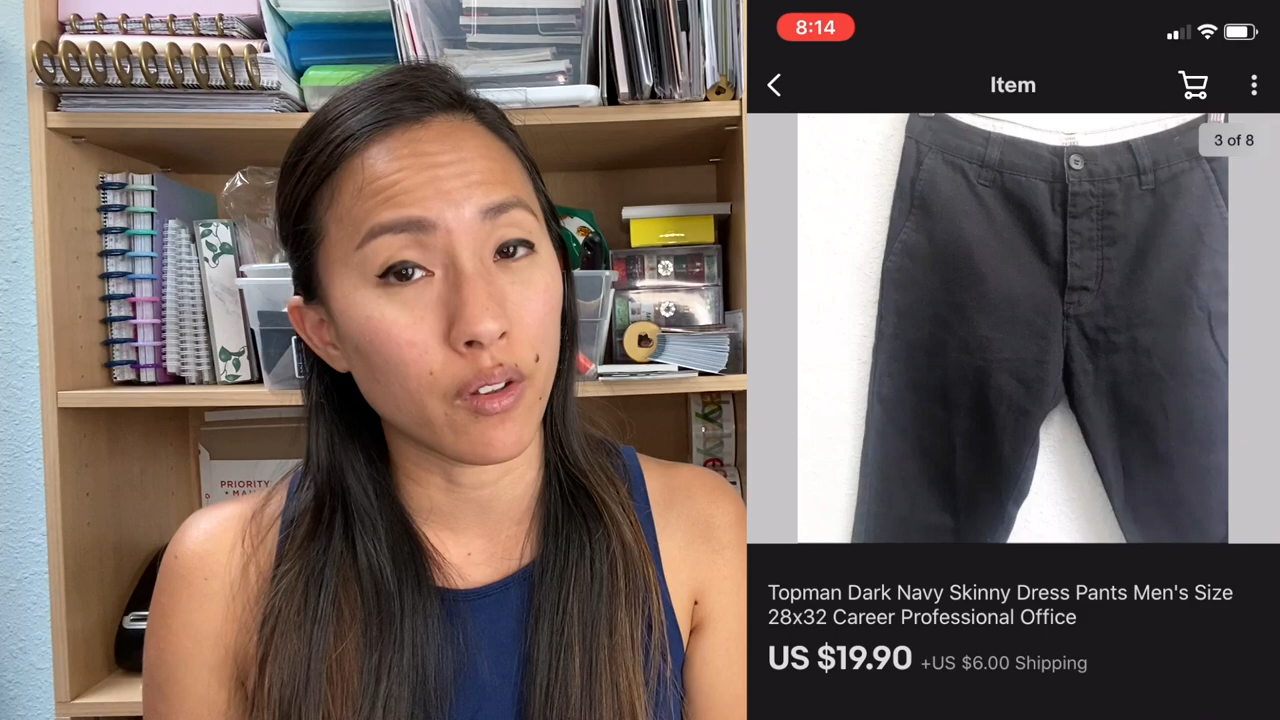 8:14
Item
3 of 8
PRIORITY
Topman Dark Navy Skinny Dress Pants Men's Size
28x32 Career Professional Office
US $19.90 +US $6.00 Shipping